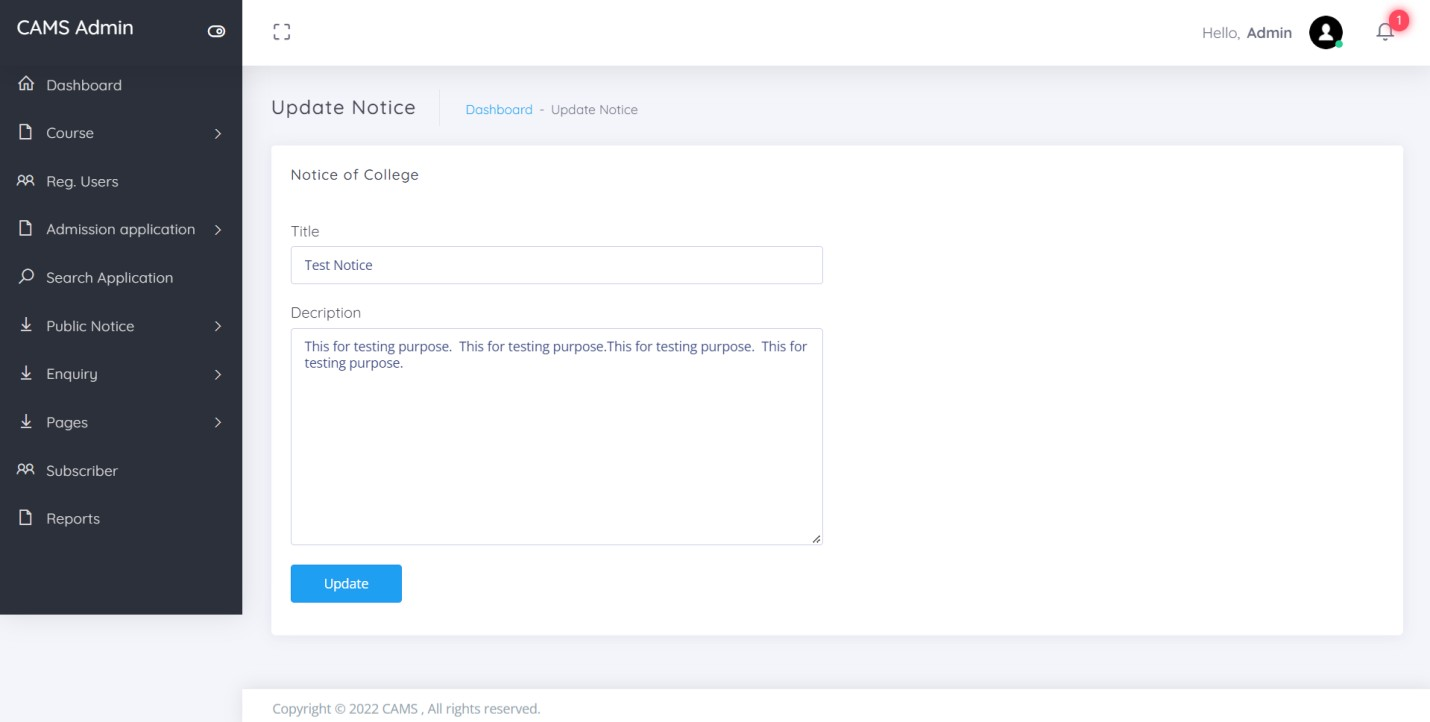 CAMS Admin
Hello, Admin
1
Dashboard
Course
Reg. Users
Admission application
Search Application
Public Notice
Enquiry
Pages
Subscriber
Reports
Update Notice
Dashboard - Update Notice
Notice of College
Title
Test Notice
Decription
This for testing purpose.  This for testing purpose.This for testing purpose.  This for
testing purpose.
Update
Copyright © 2022 CAMS , All rights reserved.